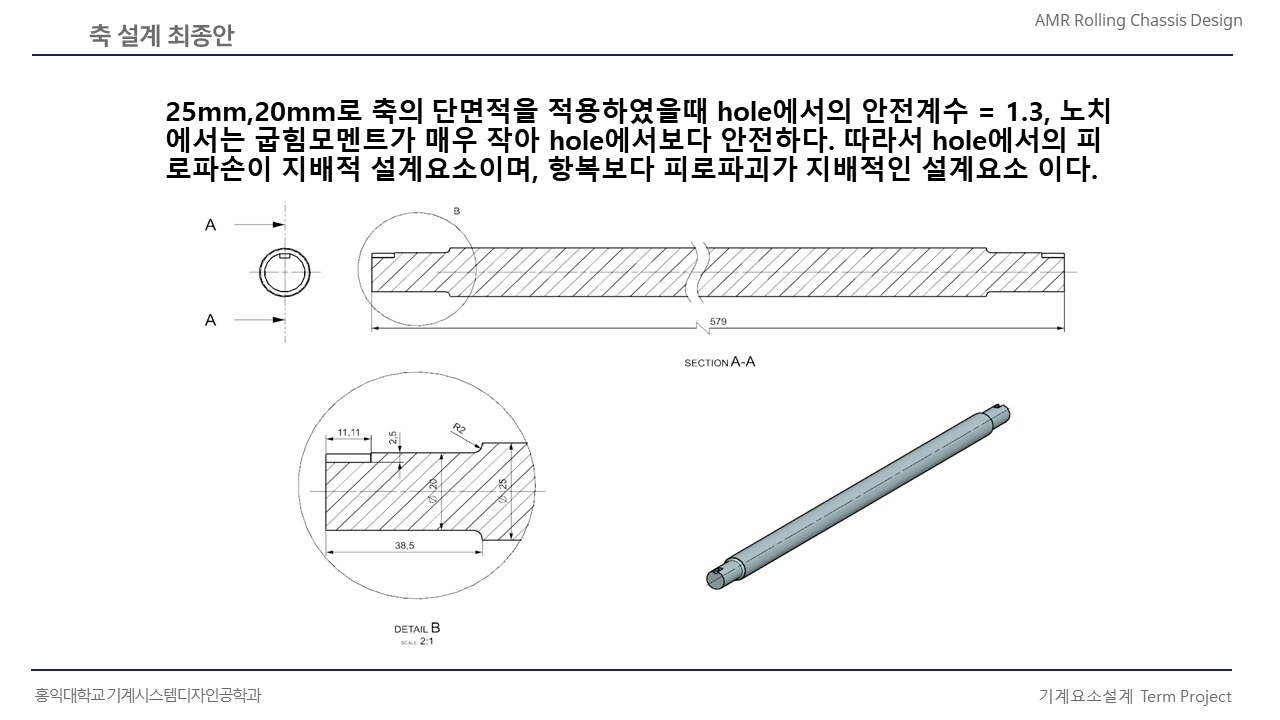 축 설계 최종안
AMR Rolling Chassis Design
25mm,20mm로 축의 단면적을 적용하였을때 hole에서의 안전계수 = 1.3, 노치
에서는 굽힘모멘트가 매우 작아 hole에서보다 안전하다. 따라서 hole에서의 피
로파손이 지배적 설계요소이며, 항복보다 피로파괴가 지배적인 설계요소 이다.
A
B
A
579
SECTION A-A
11,11
2,5
R2
∅ 20
∅ 25
38,5
DETAIL B
SCALE 2:1
홍익대학교 기계시스템디자인공학과
기계요소설계 Term Project